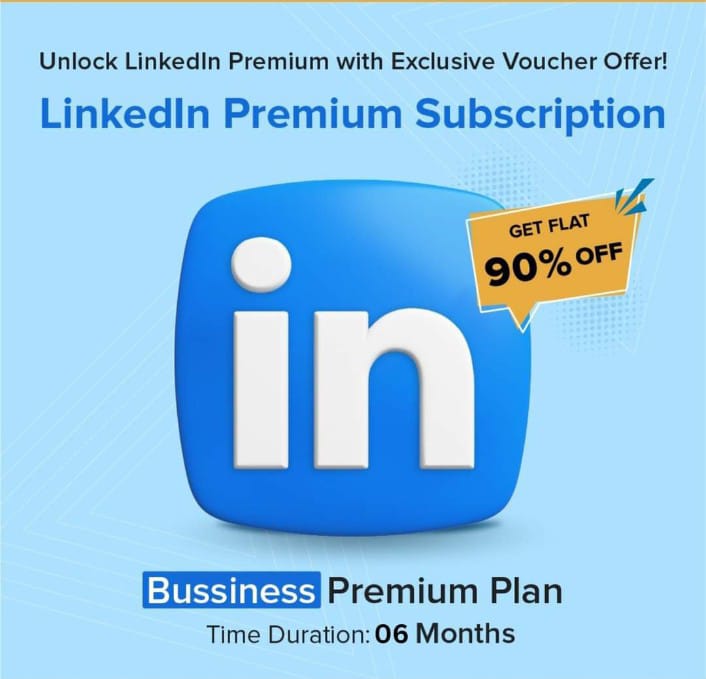 Unlock LinkedIn Premium with Exclusive Voucher Offer!
LinkedIn Premium Subscription
GET FLAT
90% OFF
in
Bussiness Premium Plan
Time Duration: 06 Months